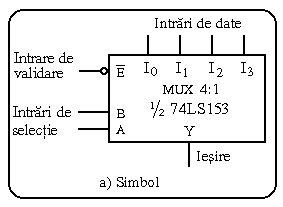 Intrări de date
Intrare de
validare
E̅ I₀ I₁ I₂ I₃
MUX 4:1
Intrări de
selecție
B
½ 74LS153
A
Y
Ieșire
a) Simbol